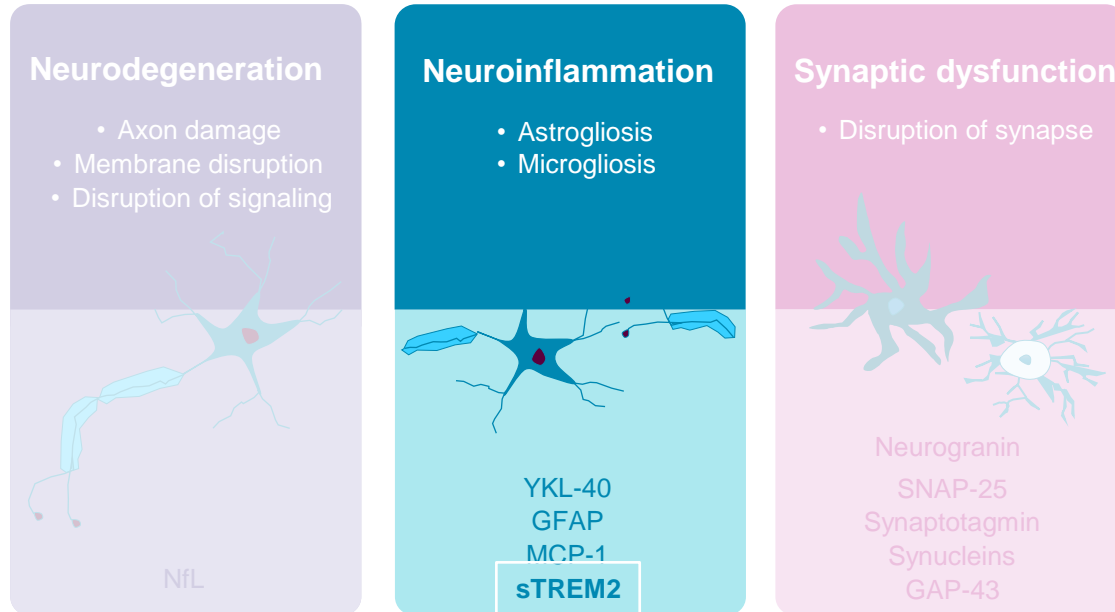 Neurodegeneration
• Axon damage
• Membrane disruption
• Disruption of signaling
NfL
Neuroinflammation
• Astrogliosis
• Microgliosis
YKL-40
GFAP
MCP-1
sTREM2
Synaptic dysfunction
• Disruption of synapse
Neurogranin
SNAP-25
Synaptotagmin
Synucleins
GAP-43